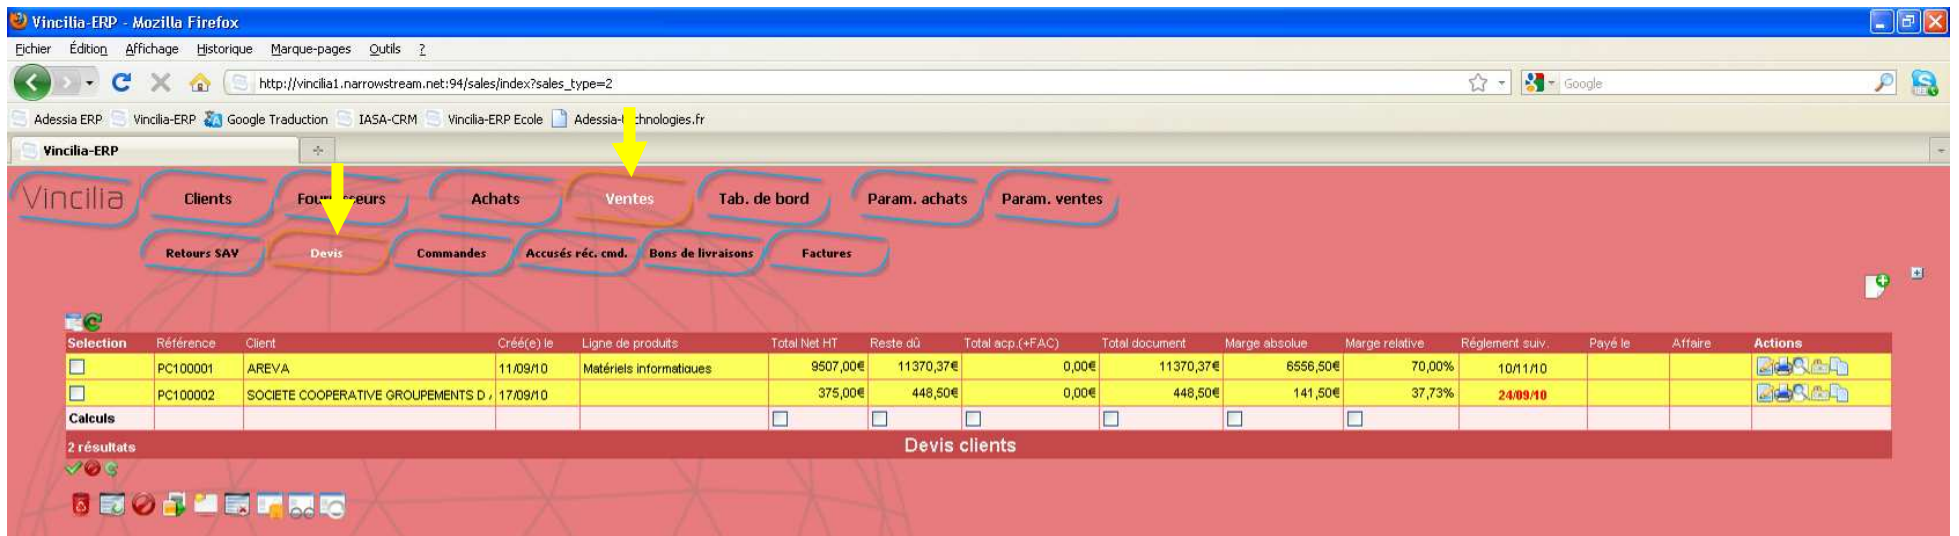 Vincilia-ERP - Mozilla Firefox
Fichier Édition Affichage Historique Marque-pages Outils ?
http://vincilia1.narrowstream.net:94/sales/index?sales_type=2 Google
Adessia ERP Vincilia-ERP Google Traduction IASA-CRM Vincilia-ERP Ecole
Vincilia-ERP
Vincilia Clients Achats Ventes Tab. de bord Param. achats Param. ventes
Retours SAV Devis Commandes Accusés réc. cmd. Bons de livraisons Factures
Selection Référence Client Créé(e) le Ligne de produits Total Net HT Reste dû Total acp.(+FAC) Total document Marge absolue Marge relative Réglement suiv. Payé le Affaire Actions
PC100001 AREVA 11/09/10 Matériels informatiques 9507,00€ 11370,37€ 0,00€ 11370,37€ 6556,50€ 70,00% 10/11/10
PC100002 SOCIETE COOPERATIVE GROUPEMENTS D 17/09/10 375,00€ 448,50€ 0,00€ 448,50€ 141,50€ 37,73% 24/09/10
Calculs
2 résultats Devis clients